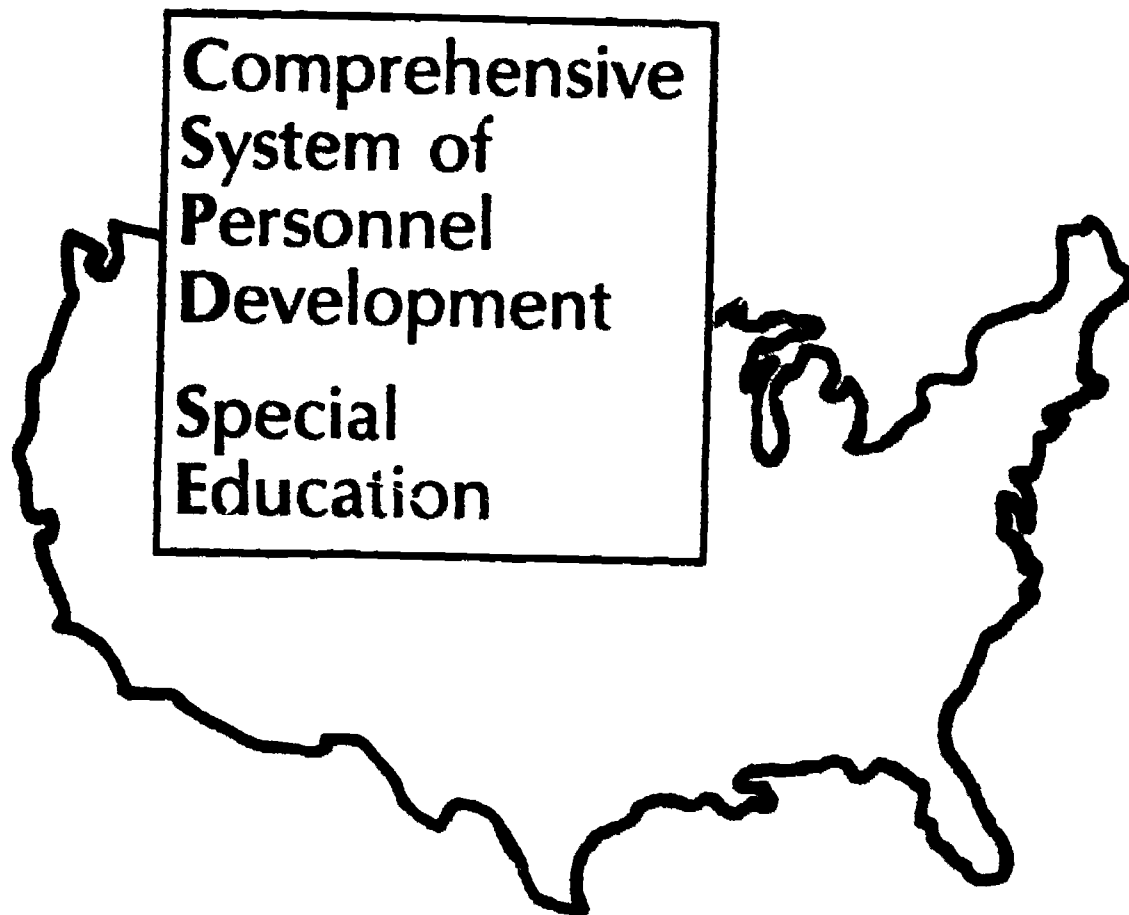 Comprehensive
System of
Personnel
Development
Special
Education